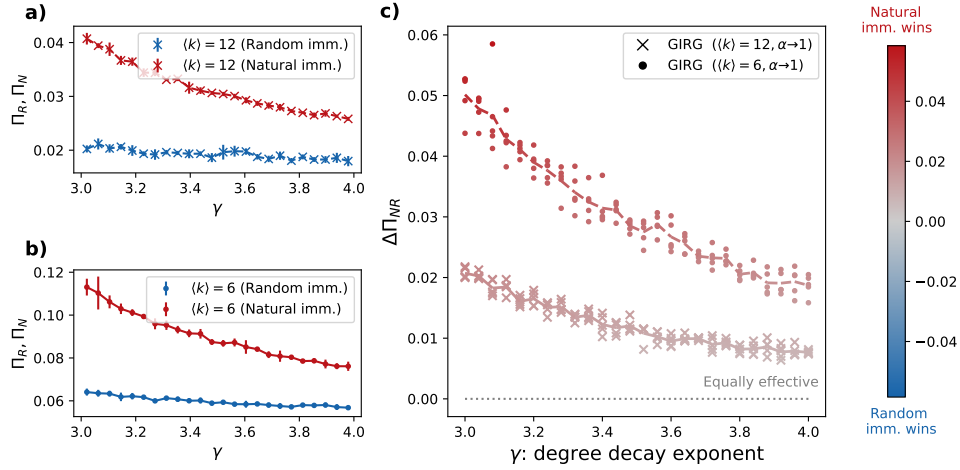 a)
0.04
0.03
0.02
Π_R, Π_N
⟨k⟩ = 12 (Random imm.)
⟨k⟩ = 12 (Natural imm.)
3.0 3.2 3.4 3.6 3.8 4.0
γ
b)
0.12
0.10
0.08
0.06
Π_R, Π_N
⟨k⟩ = 6 (Random imm.)
⟨k⟩ = 6 (Natural imm.)
3.0 3.2 3.4 3.6 3.8 4.0
γ
c)
0.06
0.05
0.04
0.03
0.02
0.01
0.00
ΔΠ_NR
GIRG (⟨k⟩ = 12, α→1)
GIRG (⟨k⟩ = 6, α→1)
Equally effective
3.0 3.2 3.4 3.6 3.8 4.0
γ: degree decay exponent
Natural
imm. wins
0.04
0.02
0.00
−0.02
−0.04
Random
imm. wins